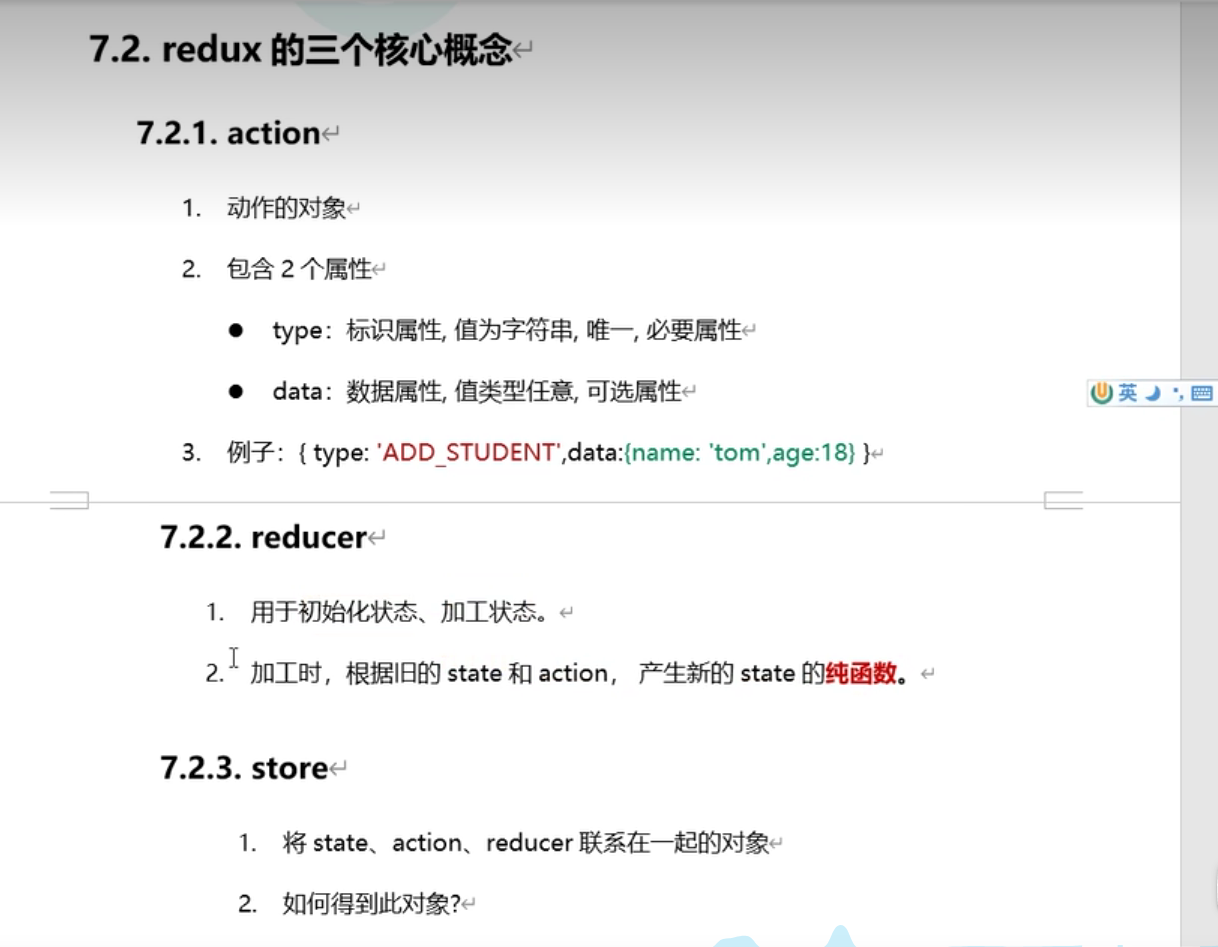 7.2. redux 的三个核心概念
7.2.1. action
1. 动作的对象
2. 包含 2 个属性
● type：标识属性, 值为字符串, 唯一, 必要属性
● data：数据属性, 值类型任意, 可选属性
英
3. 例子：{ type: 'ADD_STUDENT',data:{name: 'tom',age:18} }
7.2.2. reducer
1. 用于初始化状态、加工状态。
2. 加工时，根据旧的 state 和 action， 产生新的 state 的纯函数。
7.2.3. store
1. 将 state、action、reducer 联系在一起的对象
2. 如何得到此对象?